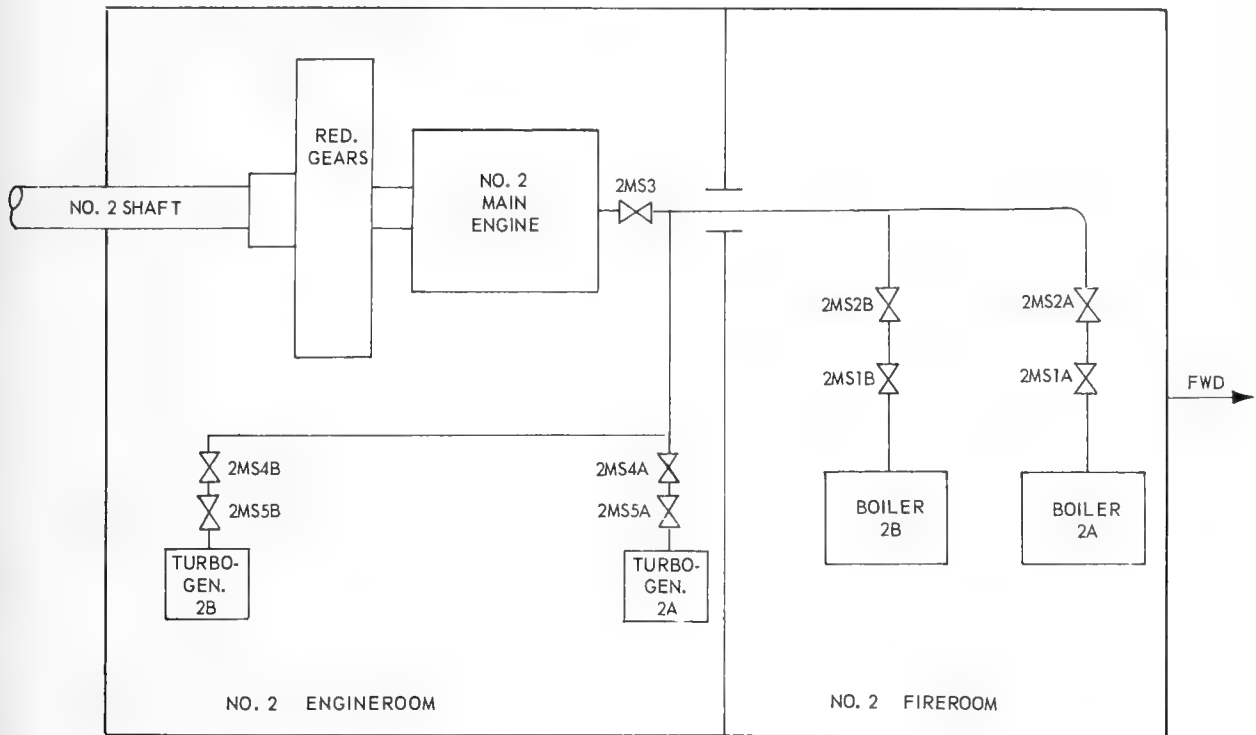 RED.
GEARS
NO. 2
MAIN
ENGINE
2MS3
NO. 2 SHAFT
2MS2B
2MS2A
2MS1B
2MS1A
FWD
2MS4B
2MS4A
2MS5B
2MS5A
BOILER
2B
BOILER
2A
TURBO-
GEN.
2B
TURBO-
GEN.
2A
NO. 2 ENGINEROOM
NO. 2 FIREROOM